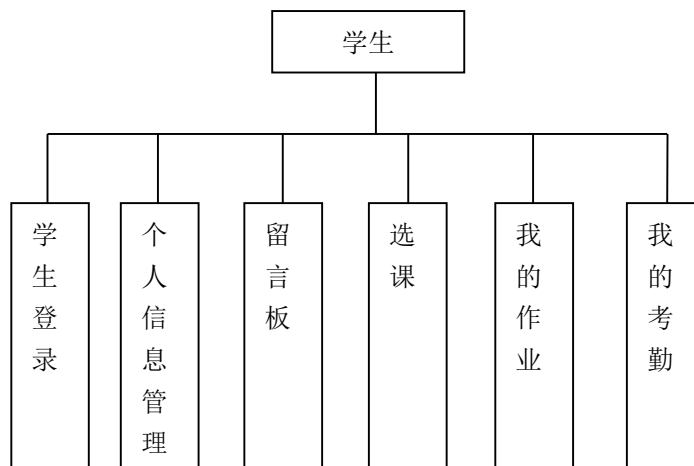 学生
学生登录
个人信息管理
留言板
选课
我的作业
我的考勤